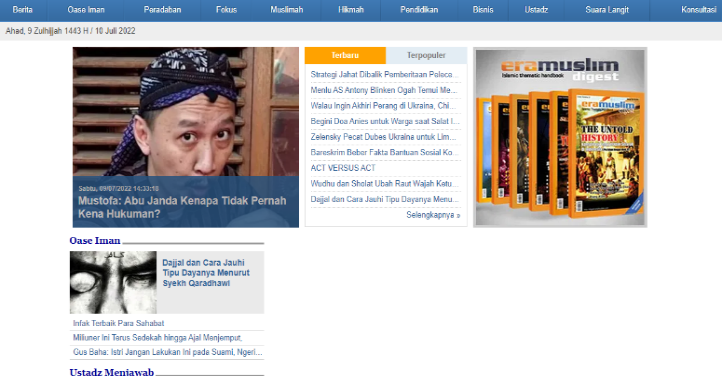 Berita Oase Iman Peradaban Fokus Muslimah Hikmah Pendidikan Bisnis Ustadz Suara Langit Konsultasi
Ahad, 9 Zulhijjah 1443 H / 10 Juli 2022
Sabtu, 09/07/2022 14:33:18
Mustofa: Abu Janda Kenapa Tidak Pernah
Kena Hukuman?
Terbaru Terpopuler
Strategi Jahat Dibalik Pemberitaan Pelece...
Menlu AS Antony Blinken Ogah Temui Me...
Walau Ingin Akhiri Perang di Ukraina, Chi...
Begini Doa Anies untuk Warga saat Salat I...
Zelensky Pecat Dubes Ukraina untuk Lim...
Bareskrim Beber Fakta Bantuan Sosial Ko...
ACT VERSUS ACT
Wudhu dan Sholat Ubah Raut Wajah Ketu...
Dajjal dan Cara Jauhi Tipu Dayanya Menu...
Selengkapnya »
eramuslim
Islamic thematic handbook
digest
eramuslim
THE UNTOLD
HISTORY
Oase Iman
Dajjal dan Cara Jauhi
Tipu Dayanya Menurut
Syekh Qaradhawi
Infak Terbaik Para Sahabat
Miliuner Ini Terus Sedekah hingga Ajal Menjemput,
Gus Baha: Istri Jangan Lakukan Ini pada Suami, Ngeri...
Ustadz Menjawab